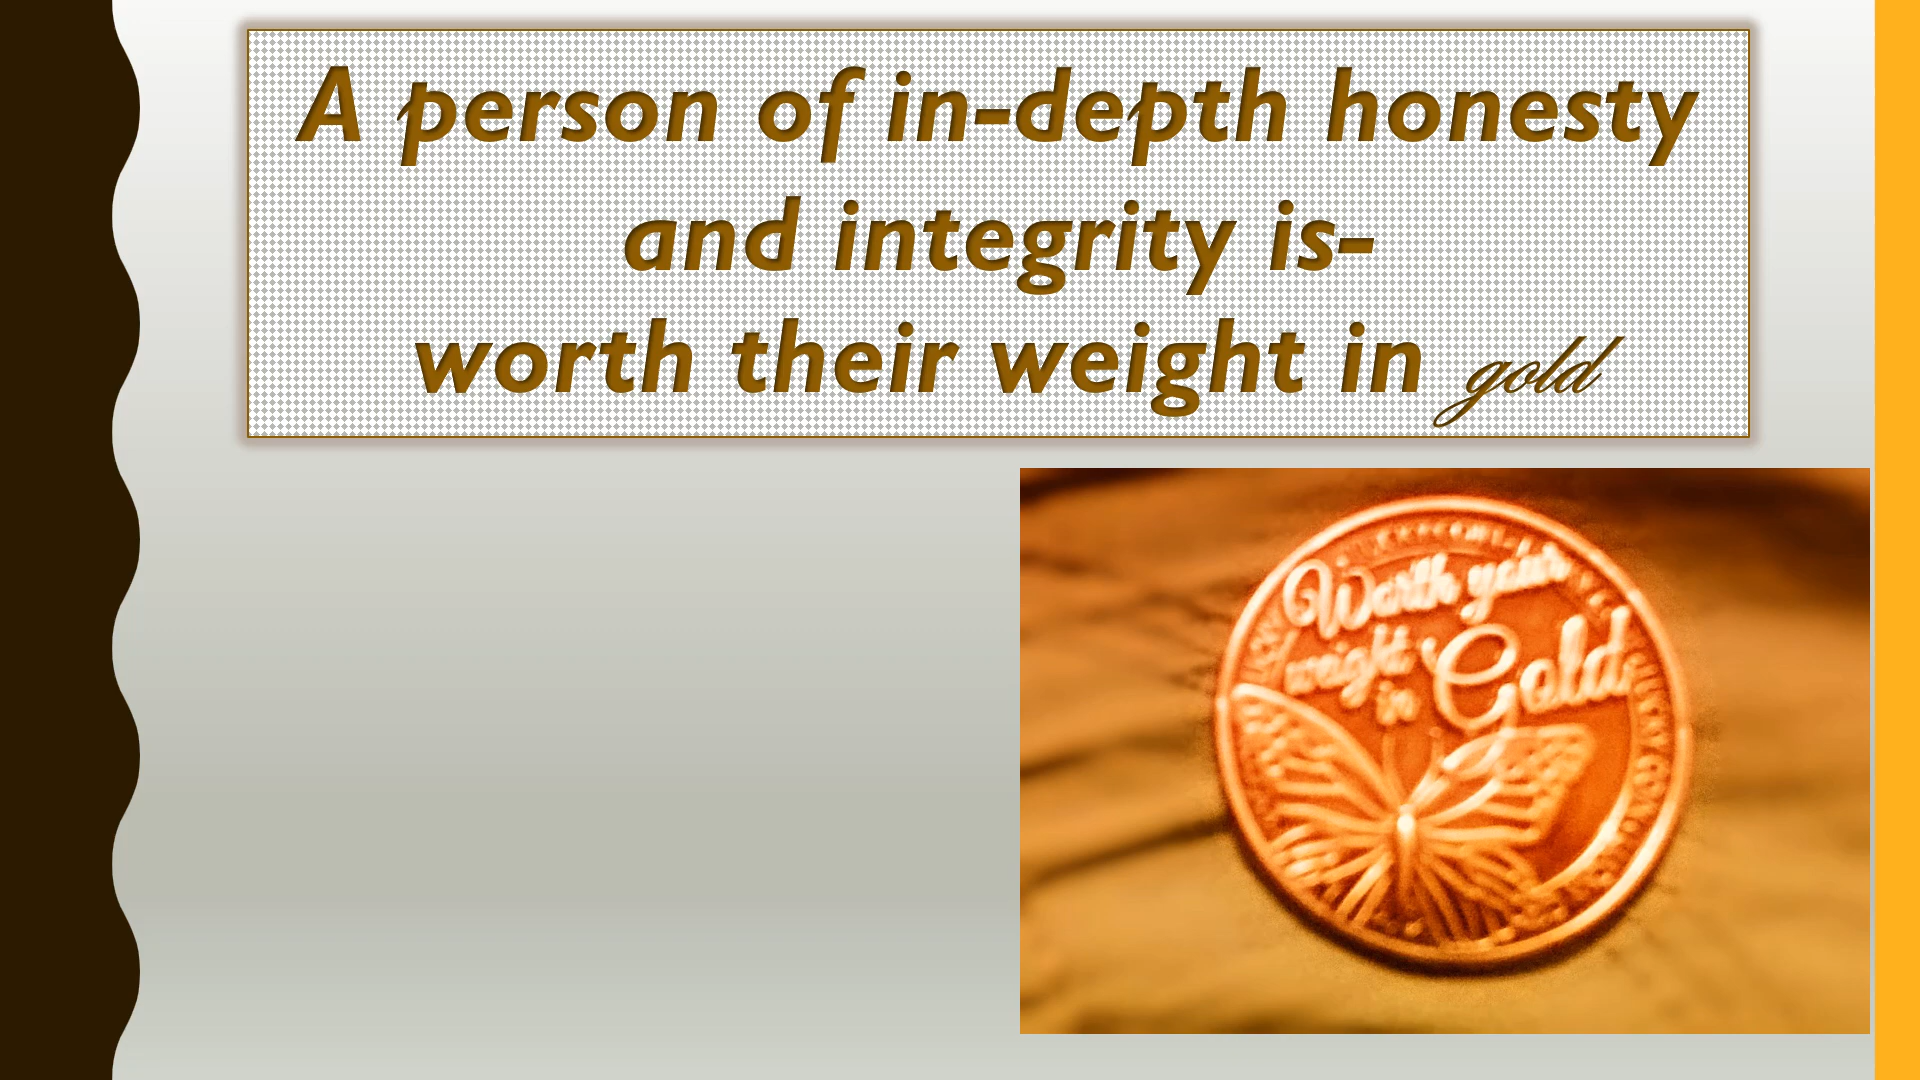 A person of in-depth honesty
and integrity is-
worth their weight in gold
Worth your
weight Gold
in